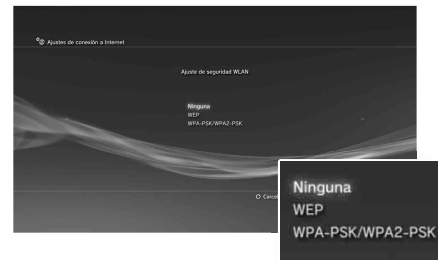 Ajustes de conexión a Internet
Ajuste de seguridad WLAN
Ninguna
WEP
WPA-PSK/WPA2-PSK
Ninguna
WEP
WPA-PSK/WPA2-PSK